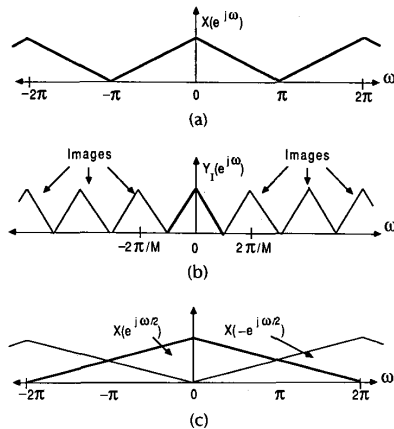 X(e^{jω})
−2π −π 0 π 2π ω
(a)
Images Y_I(e^{jω}) Images
−2π/M 0 2π/M ω
(b)
X(e^{jω/2}) X(−e^{jω/2})
−2π −π 0 π 2π ω
(c)